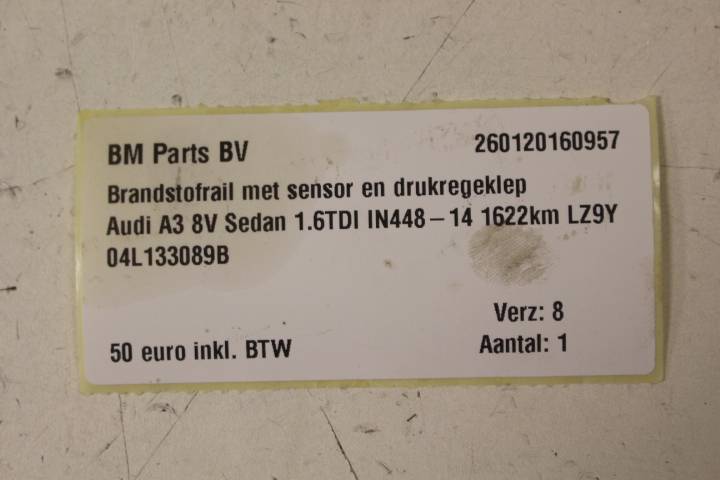 BM Parts BV 260120160957
Brandstofrail met sensor en drukregeklep
Audi A3 8V Sedan 1.6TDI IN448-14 1622km LZ9Y
04L133089B
Verz: 8
50 euro inkl. BTW Aantal: 1